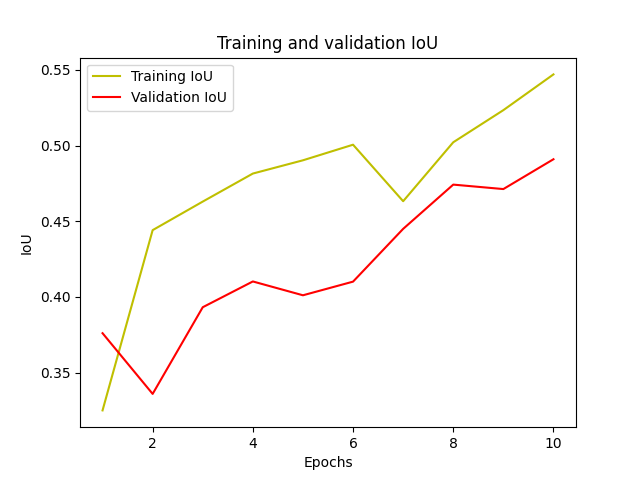 Training and validation IoU
Training IoU
Validation IoU
0.55
0.50
0.45
0.40
0.35
IoU
2 4 6 8 10
Epochs